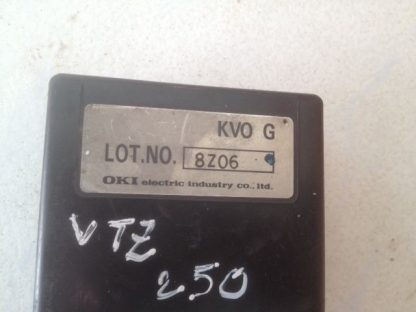 KVO G
LOT.NO. 8Z06
OKI electric industry co., ltd.
VTZ
250